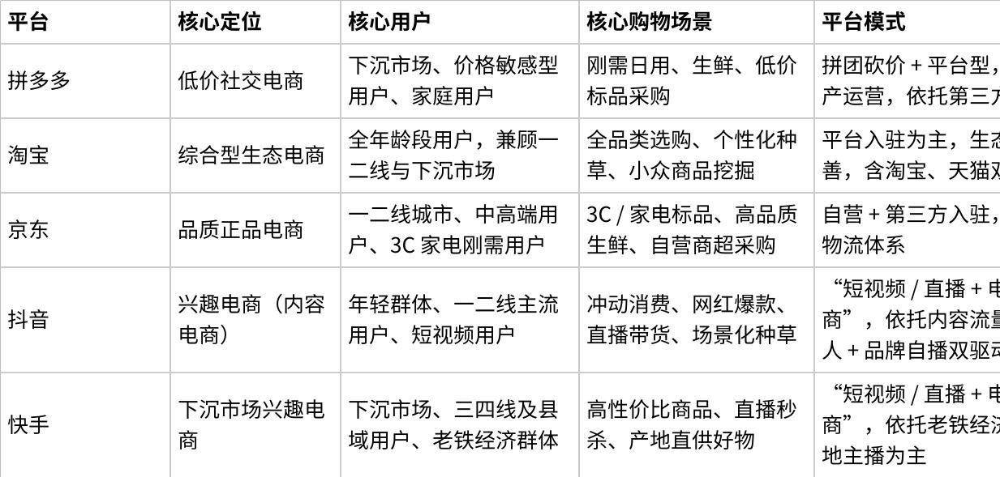 平台 核心定位 核心用户 核心购物场景 平台模式
拼多多
低价社交电商
下沉市场、价格敏感型
用户、家庭用户
刚需日用、生鲜、低价
标品采购
拼团砍价 + 平台型，
产运营，依托第三
淘宝
综合型生态电商
全年龄段用户，兼顾一
二线与下沉市场
全品类选购、个性化种
草、小众商品挖掘
平台入驻为主，生
善，含淘宝、天猫
京东
品质正品电商
一二线城市、中高端用
户、3C 家电刚需用户
3C / 家电标品、高品质
生鲜、自营商超采购
自营 + 第三方入驻，
物流体系
抖音
兴趣电商（内容
电商）
年轻群体、一二线主流
用户、短视频用户
冲动消费、网红爆款、
直播带货、场景化种草
“短视频 / 直播 +
商”，依托内容流
人 + 品牌自播双驱
快手
下沉市场兴趣电
商
下沉市场、三四线及县
域用户、老铁经济群体
高性价比商品、直播秒
杀、产地直供好物
“短视频 / 直播 +
商”，依托老铁经
地主播为主